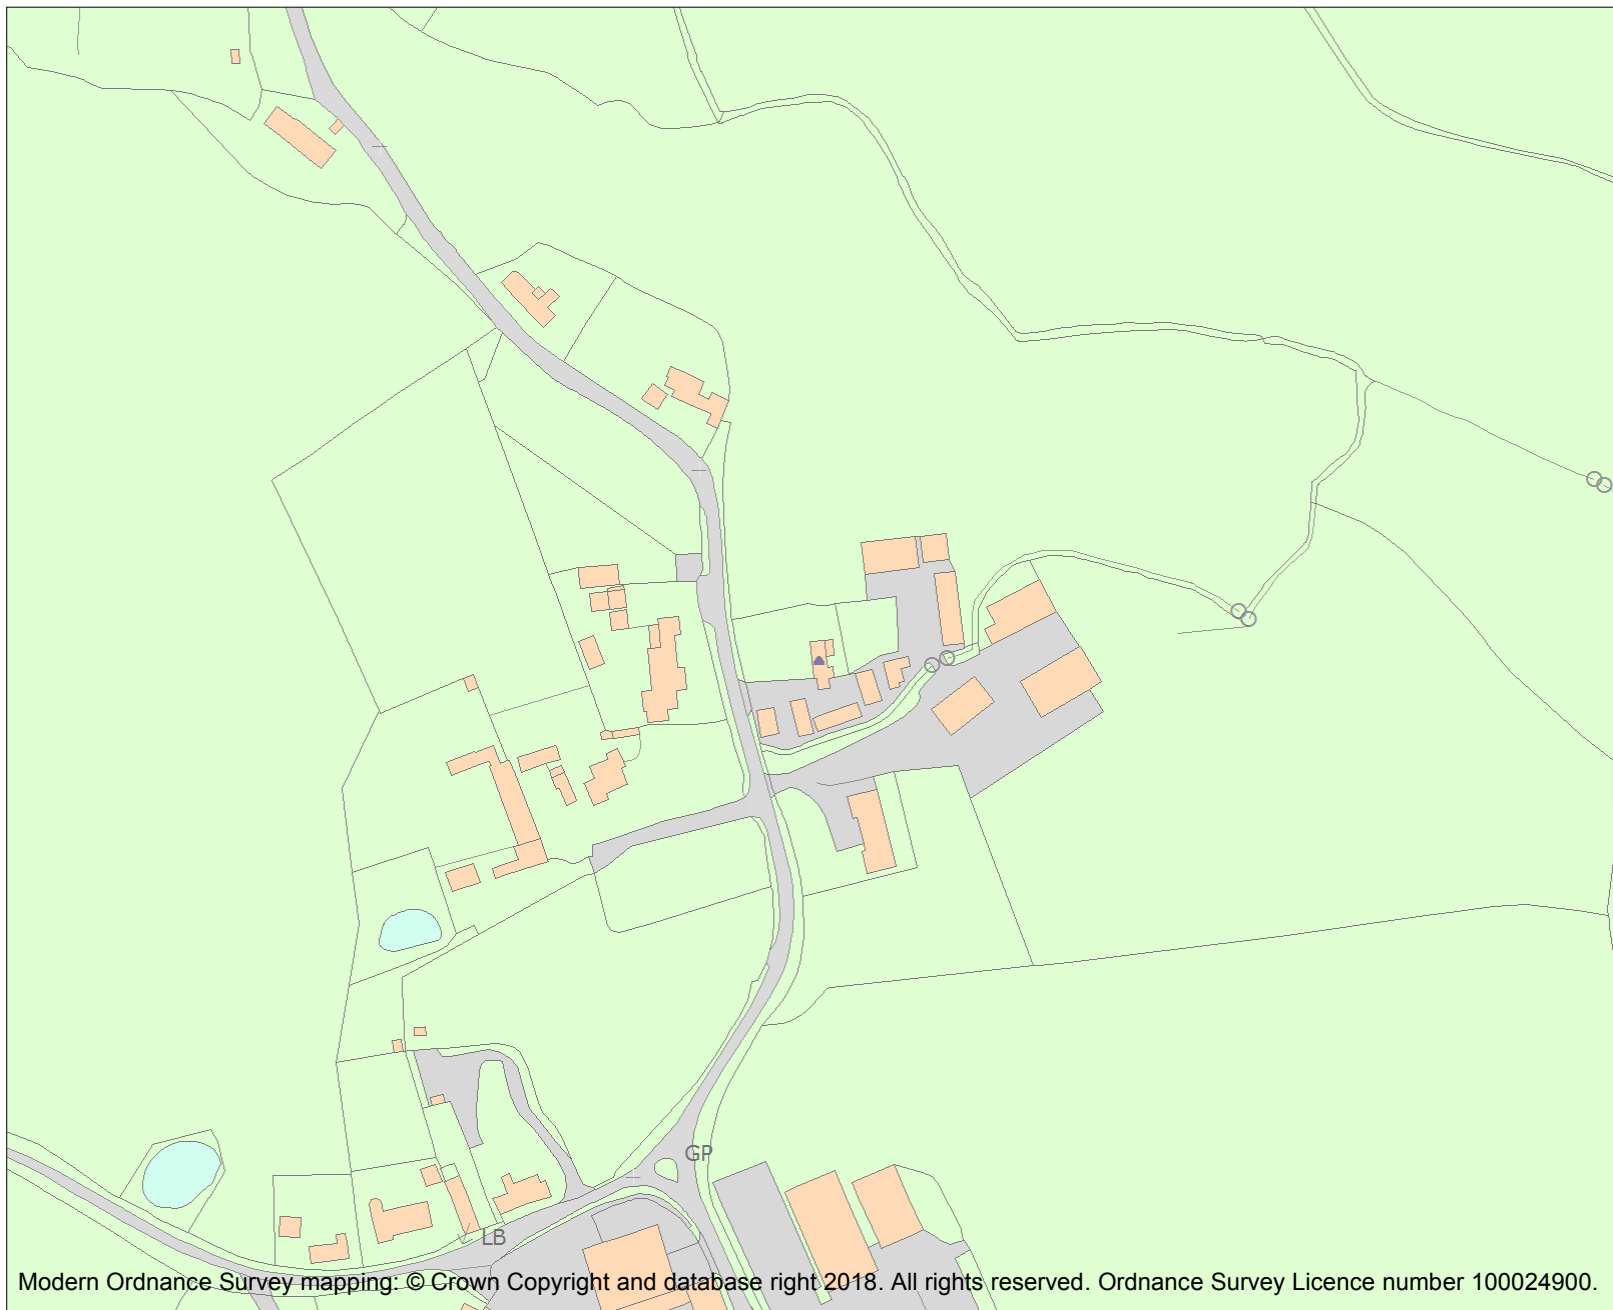 GP
LB
Modern Ordnance Survey mapping: © Crown Copyright and database right 2018. All rights reserved. Ordnance Survey Licence number 100024900.